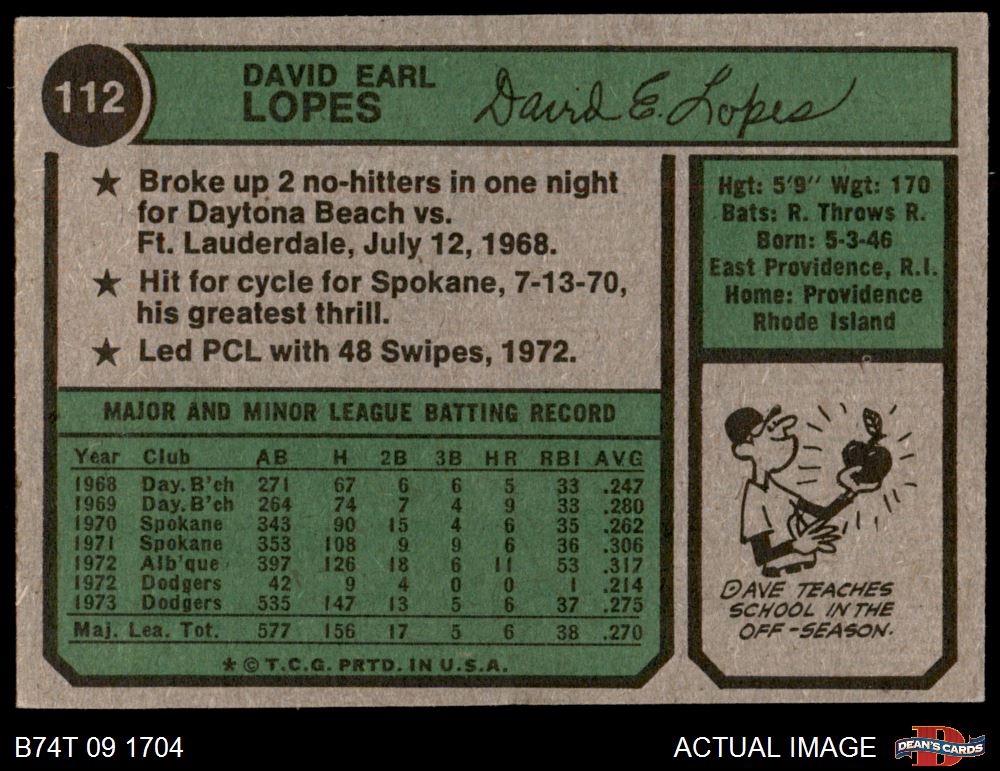 112
DAVID EARL
LOPES
David E. Lopes
★ Broke up 2 no-hitters in one night
for Daytona Beach vs.
Ft. Lauderdale, July 12, 1968.
★ Hit for cycle for Spokane, 7-13-70,
his greatest thrill.
★ Led PCL with 48 Swipes, 1972.
Hgt: 5'9" Wgt: 170
Bats: R. Throws R.
Born: 5-3-46
East Providence, R.I.
Home: Providence
Rhode Island
MAJOR AND MINOR LEAGUE BATTING RECORD
Year Club AB H 2B 3B HR RBI AVG
1968 Day. B'ch 271 67 6 6 5 33 .247
1969 Day. B'ch 264 74 7 4 9 33 .280
1970 Spokane 343 90 15 4 6 35 .262
1971 Spokane 353 108 9 9 6 36 .306
1972 Alb'que 397 126 18 6 11 53 .317
1972 Dodgers 42 9 4 0 0 1 .214
1973 Dodgers 535 147 13 5 6 37 .275
Maj. Lea. Tot. 577 156 17 5 6 38 .270
★ © T.C.G. PRTD. IN U.S.A.
DAVE TEACHES
SCHOOL IN THE
OFF-SEASON.
B74T 09 1704
ACTUAL IMAGE
DEAN'S CARDS